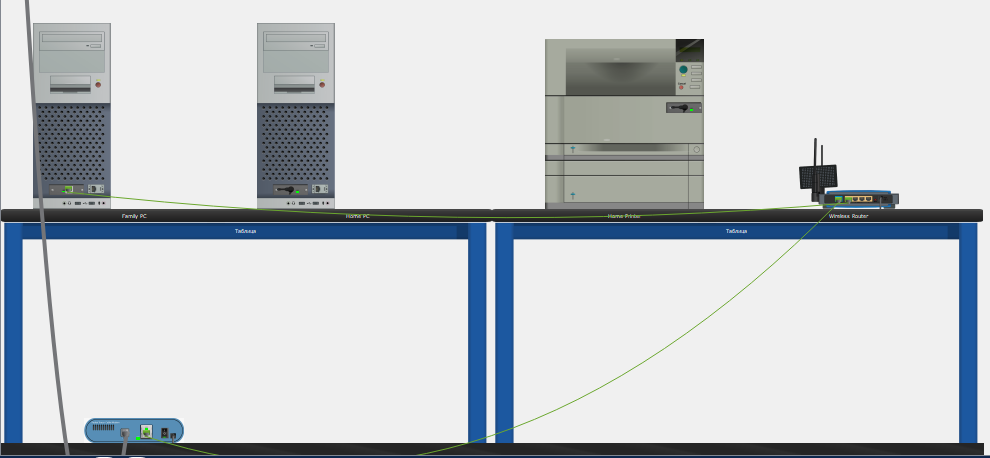 Family PC
Home PC
Home Printer
Wireless Router
Таблица
Таблица